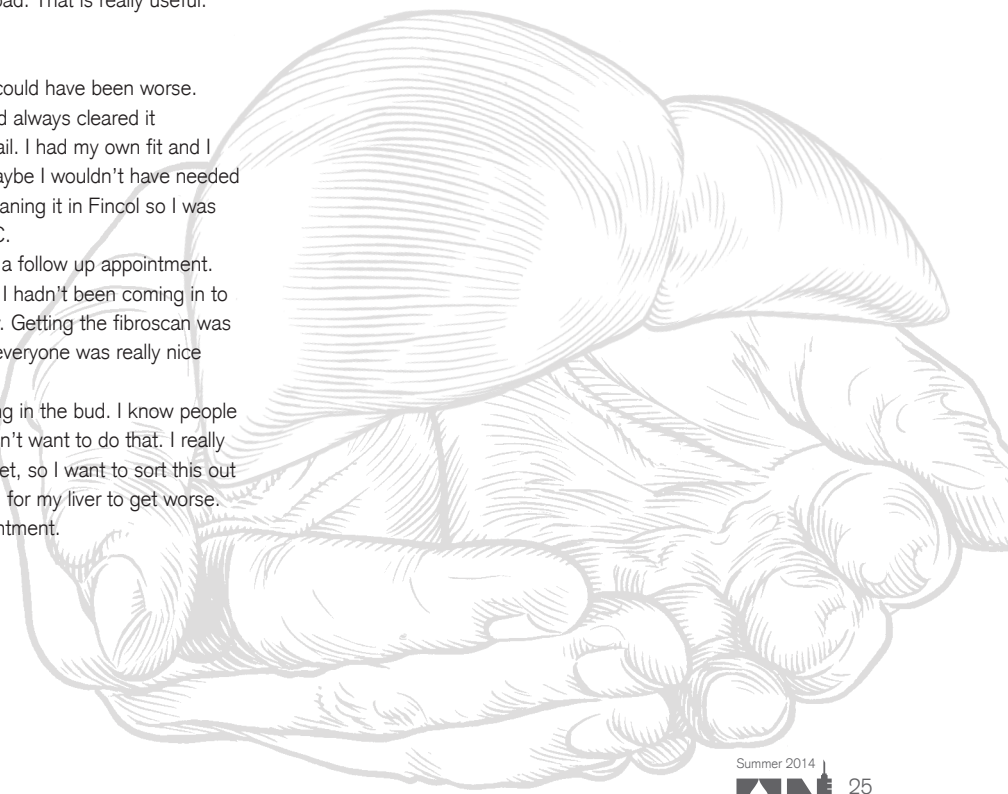 ad. That is really useful.
could have been worse.
d always cleared it
ail. I had my own fit and I
aybe I wouldn't have needed
aning it in Fincol so I was
C.
a follow up appointment.
I hadn't been coming in to
. Getting the fibroscan was
everyone was really nice
ng in the bud. I know people
n't want to do that. I really
et, so I want to sort this out
for my liver to get worse.
ntment.
Summer 2014
25